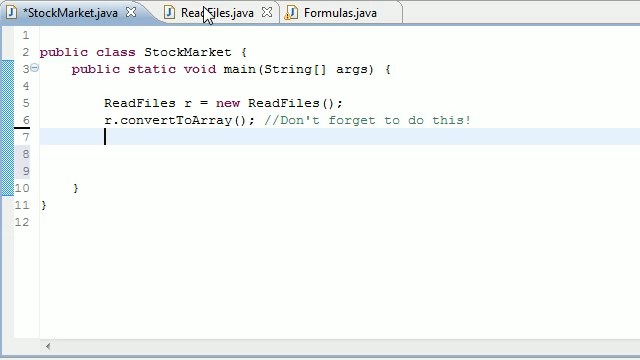 *StockMarket.java ReadFiles.java Formulas.java
1
2 public class StockMarket {
3 public static void main(String[] args) {
4
5 ReadFiles r = new ReadFiles();
6 r.convertToArray(); //Don't forget to do this!
7
8
9
10 }
11 }
12